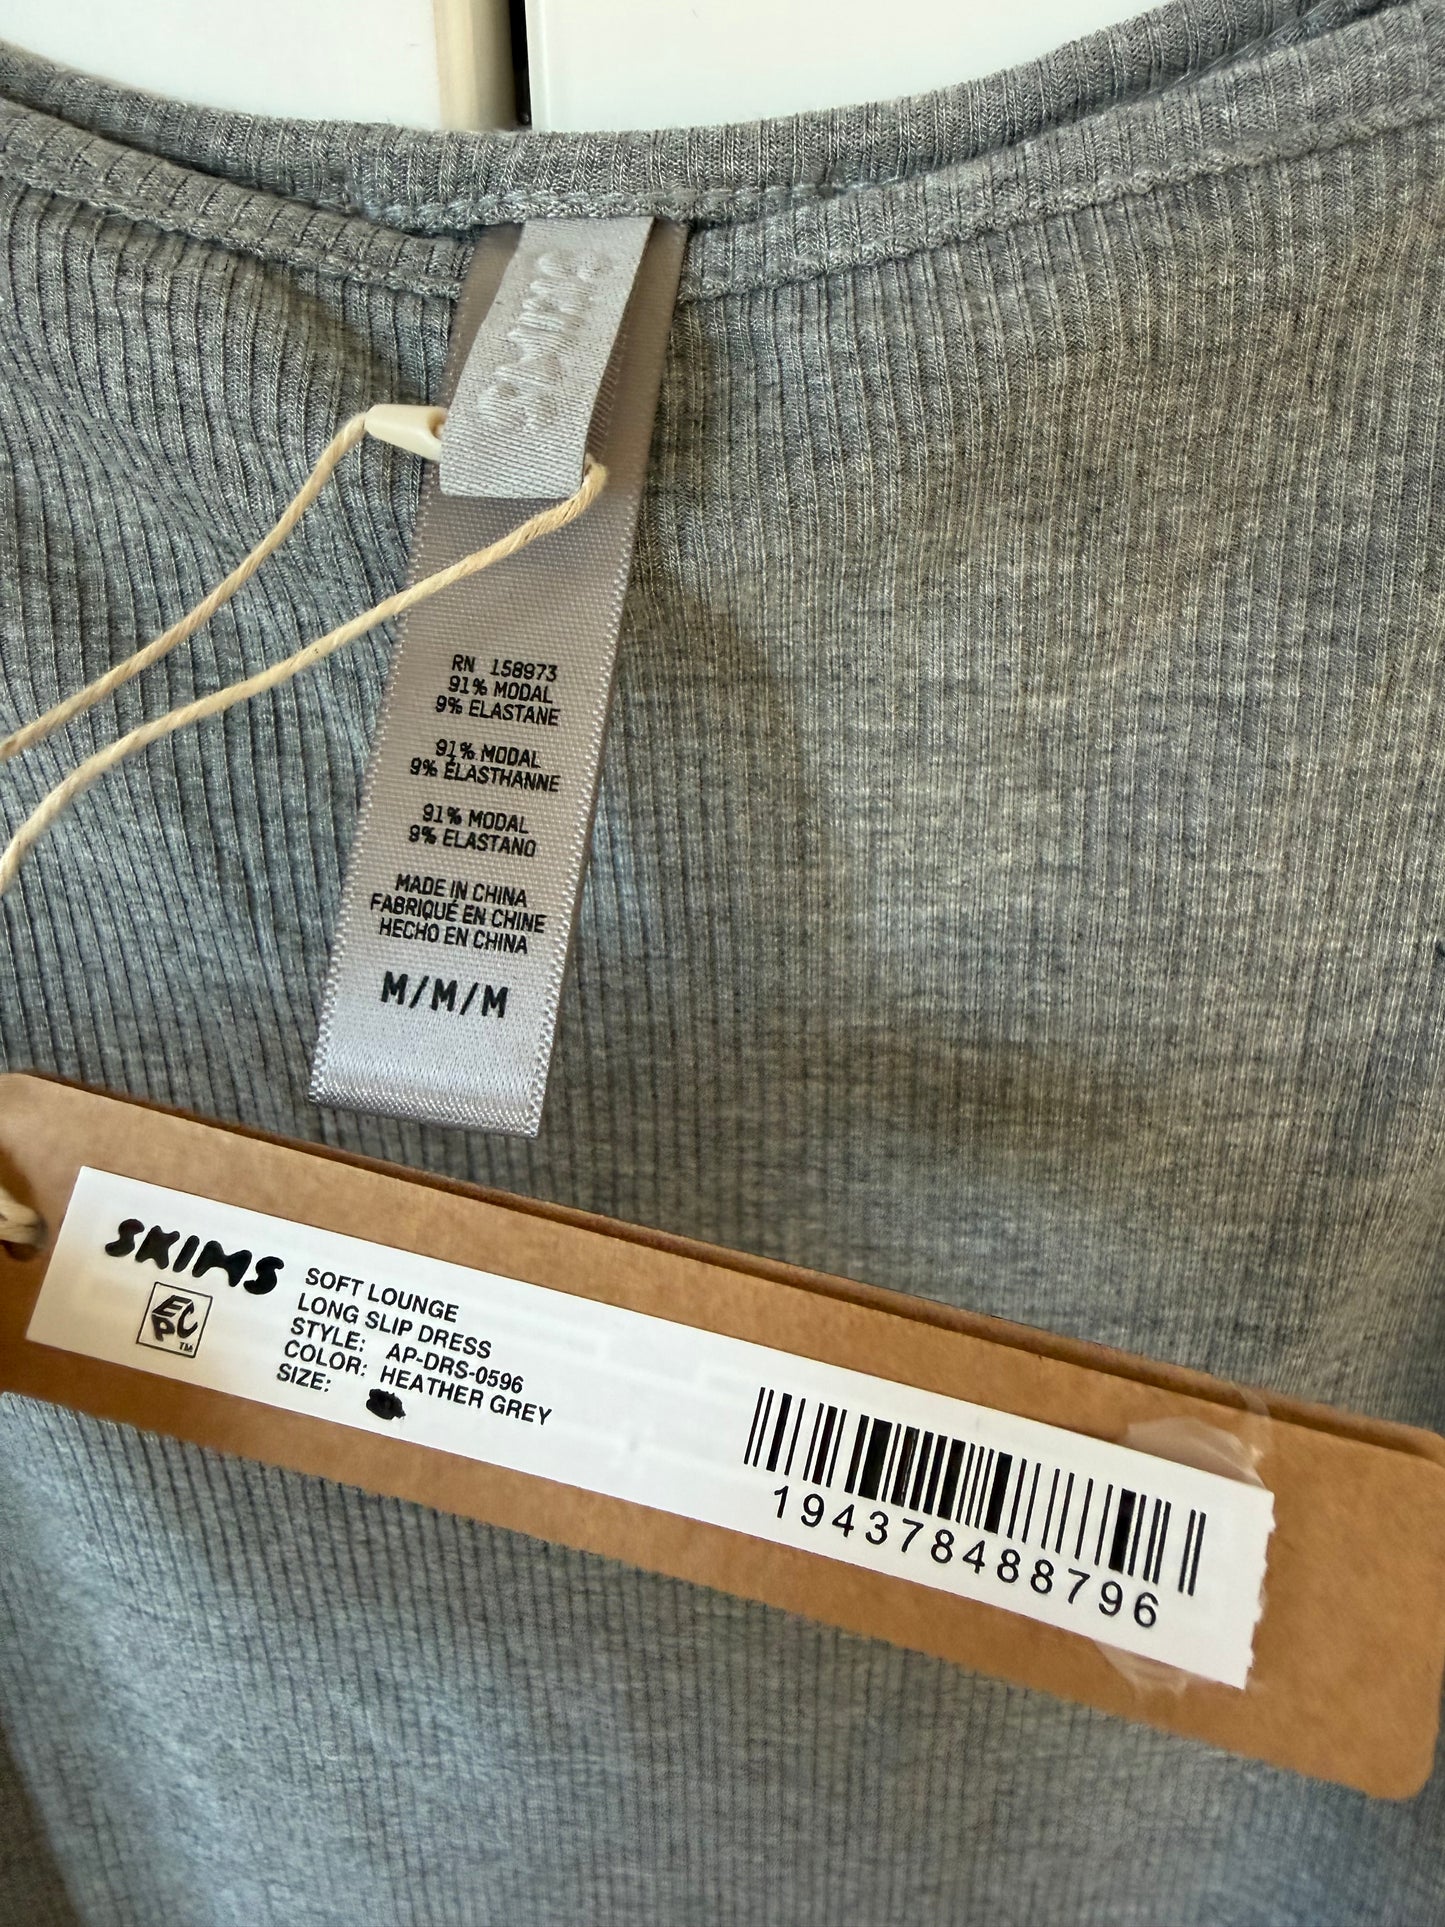 SKIMS
RN 158973
91% MODAL
9% ELASTANE
91% MODAL
9% ÉLASTHANNE
91% MODAL
9% ELASTANO
MADE IN CHINA
FABRIQUÉ EN CHINE
HECHO EN CHINA
M/M/M
SKIMS
ECP™
SOFT LOUNGE
LONG SLIP DRESS
STYLE: AP-DRS-0596
COLOR: HEATHER GREY
SIZE:
194378488796